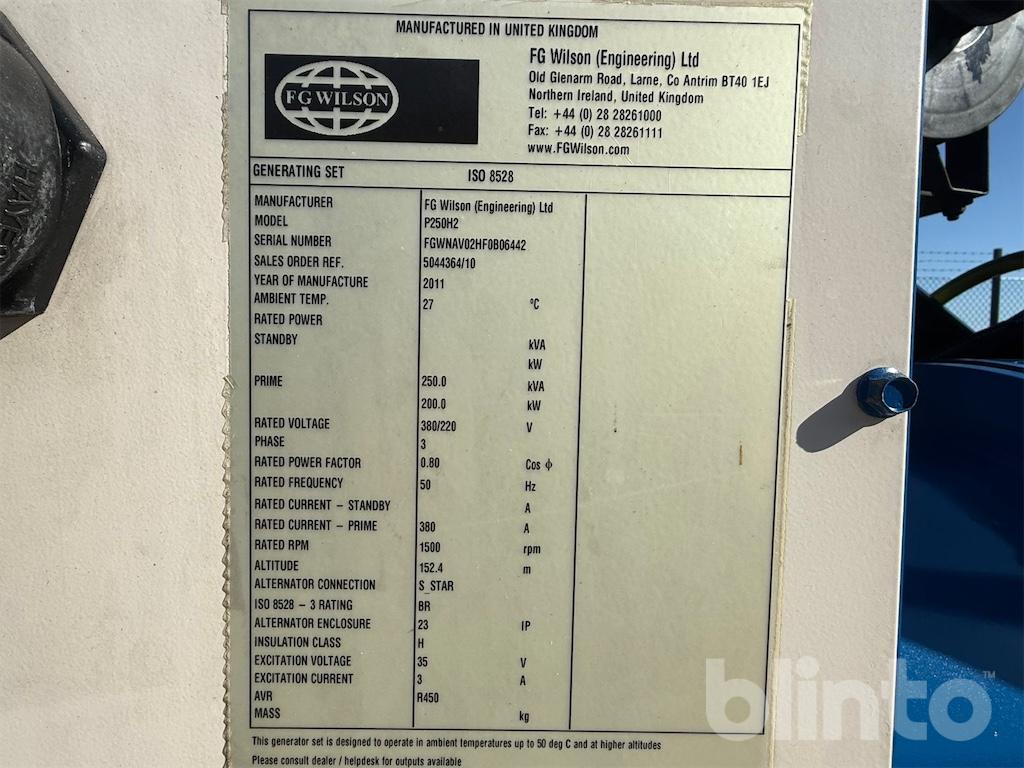 MANUFACTURED IN UNITED KINGDOM
FG WILSON
FG Wilson (Engineering) Ltd
Old Glenarm Road, Larne, Co Antrim BT40 1EJ
Northern Ireland, United Kingdom
Tel: +44 (0) 28 28261000
Fax: +44 (0) 28 28261111
www.FGWilson.com
GENERATING SET ISO 8528
MANUFACTURER FG Wilson (Engineering) Ltd
MODEL P250H2
SERIAL NUMBER FGWNAV02HF0B06442
SALES ORDER REF. 5044364/10
YEAR OF MANUFACTURE 2011
AMBIENT TEMP. 27 ºC
RATED POWER
STANDBY kVA
kW
PRIME 250.0 kVA
200.0 kW
RATED VOLTAGE 380/220 V
PHASE 3
RATED POWER FACTOR 0.80 Cos ϕ
RATED FREQUENCY 50 Hz
RATED CURRENT – STANDBY A
RATED CURRENT – PRIME 380 A
RATED RPM 1500 rpm
ALTITUDE 152.4 m
ALTERNATOR CONNECTION S_STAR
ISO 8528 – 3 RATING BR
ALTERNATOR ENCLOSURE 23 IP
INSULATION CLASS H
EXCITATION VOLTAGE 35 V
EXCITATION CURRENT 3 A
AVR R450
MASS kg
This generator set is designed to operate in ambient temperatures up to 50 deg C and at higher altitudes
Please consult dealer / helpdesk for outputs available
blinto™